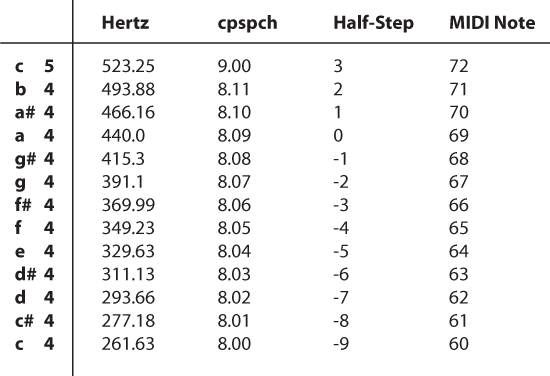 Hertz cpspch Half-Step MIDI Note
c 5 523.25 9.00 3 72
b 4 493.88 8.11 2 71
a# 4 466.16 8.10 1 70
a 4 440.0 8.09 0 69
g# 4 415.3 8.08 -1 68
g 4 391.1 8.07 -2 67
f# 4 369.99 8.06 -3 66
f 4 349.23 8.05 -4 65
e 4 329.63 8.04 -5 64
d# 4 311.13 8.03 -6 63
d 4 293.66 8.02 -7 62
c# 4 277.18 8.01 -8 61
c 4 261.63 8.00 -9 60